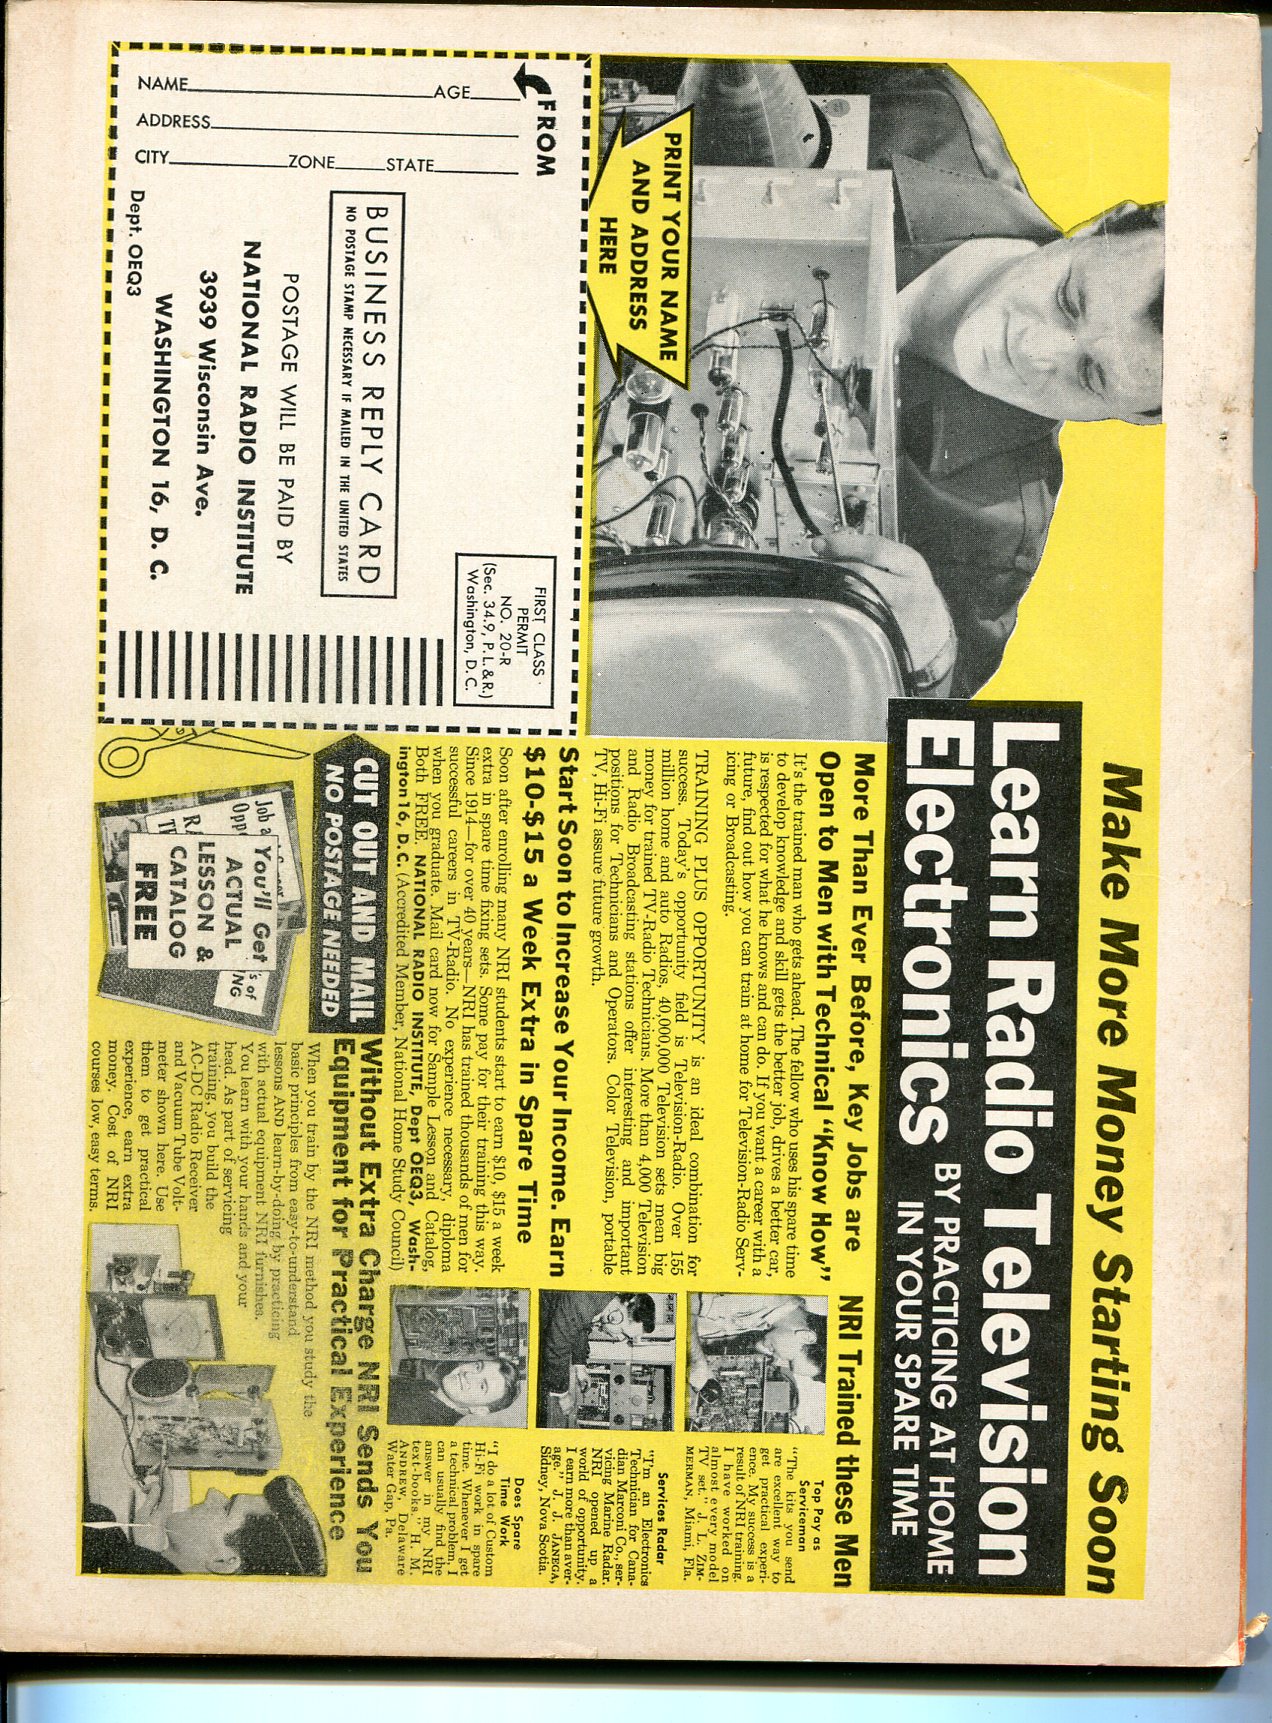 Make More Money Starting Soon
Learn Radio Television
Electronics
BY PRACTICING AT HOME
IN YOUR SPARE TIME
PRINT YOUR NAME
AND ADDRESS
HERE
More Than Ever Before, Key Jobs are
Open to Men with Technical "Know How"
It's the trained man who gets ahead. The fellow who uses his spare time
to develop knowledge and skill gets the better job, drives a better car,
is respected for what he knows and can do. If you want a career with a
future, find out how you can train at home for Television-Radio Serv-
icing or Broadcasting.
TRAINING PLUS OPPORTUNITY is an ideal combination for
success. Today's opportunity field is Television-Radio. Over 155
million home and auto Radios, 40,000,000 Television sets mean big
money for trained TV-Radio Technicians. More than 4,000 Television
and Radio Broadcasting stations offer interesting and important
positions for Technicians and Operators. Color Television, portable
TV, Hi-Fi assure future growth.
Start Soon to Increase Your Income. Earn
$10-$15 a Week Extra in Spare Time
Soon after enrolling many NRI students start to earn $10, $15 a week
extra in spare time fixing sets. Some pay for their training this way.
Since 1914—for over 40 years—NRI has trained thousands of men for
successful careers in TV-Radio. No experience necessary, diploma
when you graduate. Mail card now for Sample Lesson and Catalog,
Both FREE. NATIONAL RADIO INSTITUTE, Dept OEQ3, Wash-
ington 16, D. C. (Accredited Member, National Home Study Council)
NRI Trained these Men
Top Pay as
Serviceman
"The kits you send
are excellent way to
get practical experi-
ence. My success is a
result of NRI training.
I have worked on
almost every model
TV set." J. L. ZIM-
MERMAN, Miami, Fla.
Services Radar
"I'm an Electronics
Technician for Cana-
dian Marconi Co., ser-
vicing Marine Radar.
NRI opened up a
world of opportunity.
I earn more than aver-
age." J. J. JANEGA,
Sidney, Nova Scotia.
Does Spare
Time Work
"I do a lot of Custom
Hi-Fi work in spare
time. Whenever I get
a technical problem, I
can usually find the
answer in my NRI
text-books." H. M.
ANDREW, Delaware
Water Gap, Pa.
FROM
NAME AGE
ADDRESS
CITY ZONE STATE
FIRST CLASS
PERMIT
NO. 20-R
(Sec. 34.9, P.L.&R.)
Washington, D. C.
BUSINESS REPLY CARD
NO POSTAGE STAMP NECESSARY IF MAILED IN THE UNITED STATES
POSTAGE WILL BE PAID BY
NATIONAL RADIO INSTITUTE
3939 Wisconsin Ave.
WASHINGTON 16, D. C.
Dept. OEQ3
CUT OUT AND MAIL
NO POSTAGE NEEDED
Job a
Opp
You'll Get
ACTUAL
LESSON &
CATALOG
FREE
's of
NG
Without Extra Charge NRI Sends You
Equipment for Practical Experience
When you train by the NRI method you study the
basic principles from easy-to-understand
lessons AND learn-by-doing by practicing
with actual equipment NRI furnishes.
You learn with your hands and your
head. As part of servicing
training, you build the
AC-DC Radio Receiver
and Vacuum Tube Volt-
meter shown here. Use
them to get practical
experience, earn extra
money. Cost of NRI
courses low, easy terms.